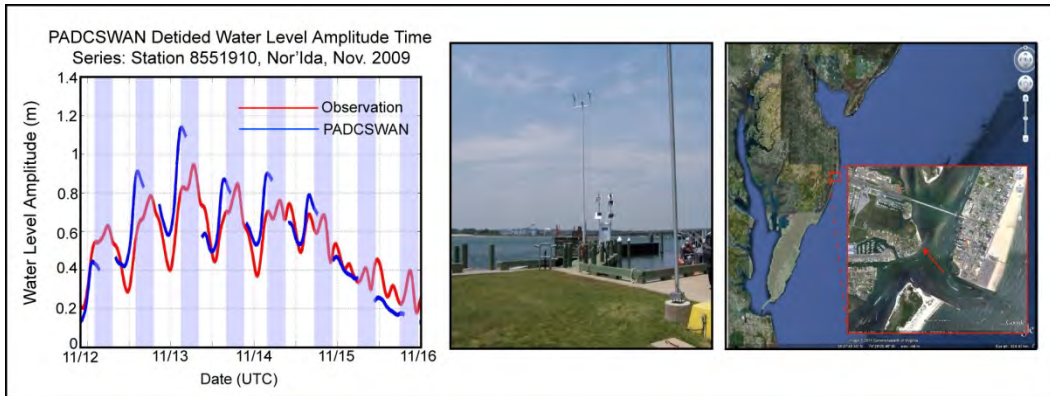 PADCSWAN Detided Water Level Amplitude Time
Series: Station 8551910, Nor'Ida, Nov. 2009
1.4
1.2
1
0.8
0.6
0.4
0.2
0
Water Level Amplitude (m)
Observation
PADCSWAN
11/12
11/13
11/14
11/15
11/16
Date (UTC)
Google